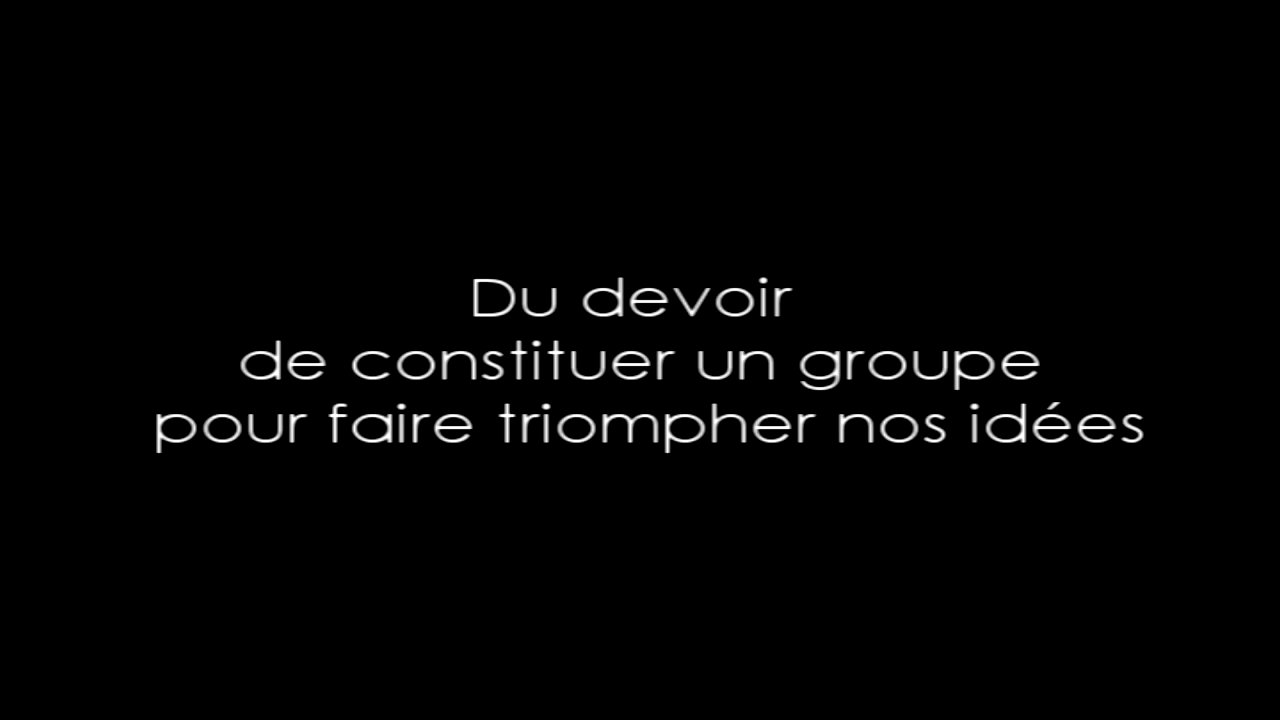 Du devoir
de constituer un groupe
pour faire triompher nos idées